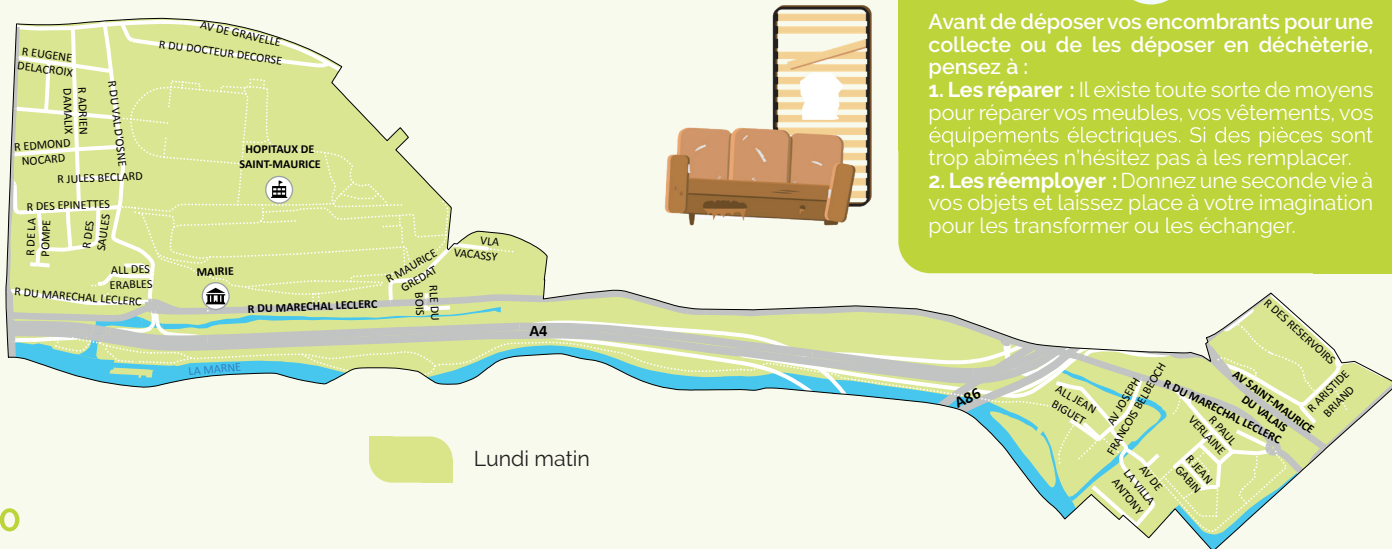 AV DE GRAVELLE
R DU DOCTEUR DECORSE
R EUGENE
DELACROIX
R ADRIEN
DAMALIX
R DU VAL D'OSNE
R EDMOND
NOCARD
R JULES BECLARD
HOPITAUX DE
SAINT-MAURICE
R DES EPINETTES
R DE LA
POMPE
R DES
SAULES
ALL DES
ERABLES
MAIRIE
R DU MARECHAL LECLERC
R DU MARECHAL LECLERC
R MAURICE
GREDAT
VLA
VACASSY
RLE DU
BOIS
A4
LA MARNE
A86
ALL JEAN
BIGUET
AV JOSEPH
FRANCOIS BELBEOCH
R DU MARECHAL LECLERC
R DES RESERVOIRS
AV SAINT-MAURICE
DU VALAIS
R ARISTIDE
BRIAND
R PAUL
VERLAINE
R JEAN
GABIN
AV DE
LA VILLA
ANTONY
Lundi matin
Avant de déposer vos encombrants pour une
collecte ou de les déposer en déchèterie,
pensez à :
1. Les réparer : Il existe toute sorte de moyens
pour réparer vos meubles, vos vêtements, vos
équipements électriques. Si des pièces sont
trop abîmées n'hésitez pas à les remplacer.
2. Les réemployer : Donnez une seconde vie à
vos objets et laissez place à votre imagination
pour les transformer ou les échanger.